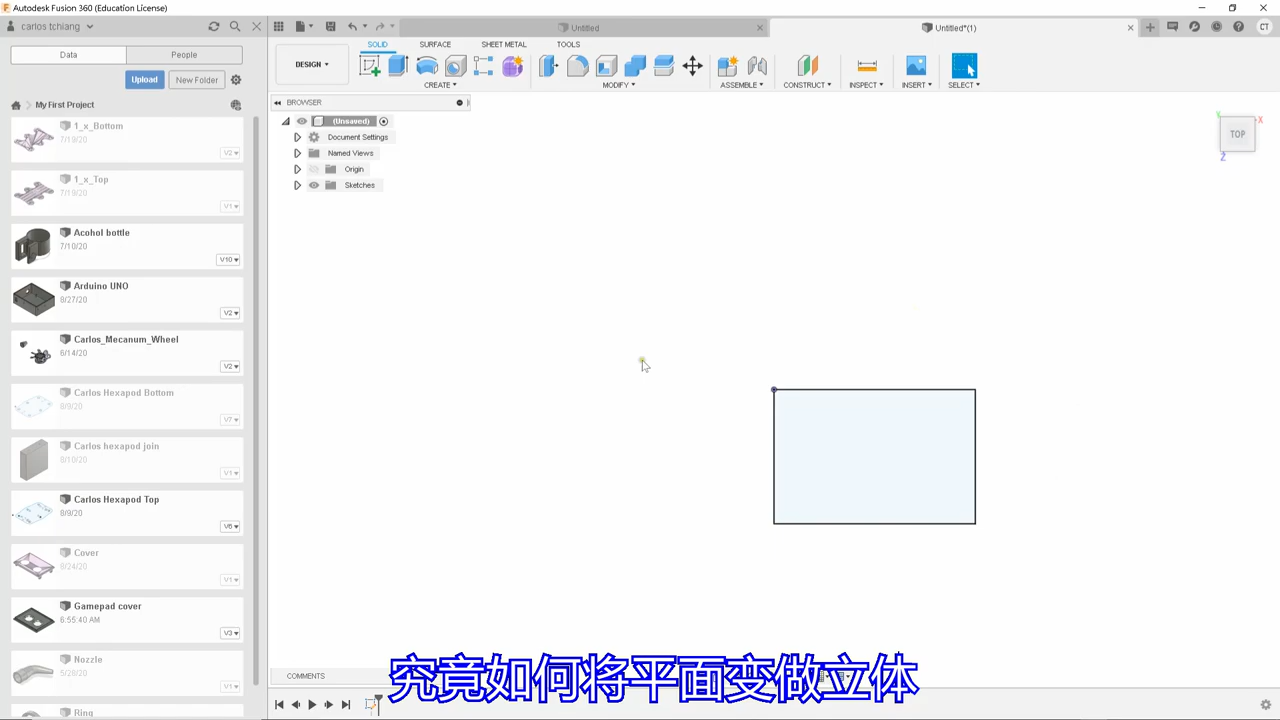 Autodesk Fusion 360 (Education License)
carlos tchiang
Untitled
Untitled*(1)
CT
Data
People
SOLID
SURFACE
SHEET METAL
TOOLS
DESIGN
CREATE
MODIFY
ASSEMBLE
CONSTRUCT
INSPECT
INSERT
SELECT
Upload
New Folder
My First Project
BROWSER
(Unsaved)
Document Settings
Named Views
Origin
Sketches
TOP
X
Y
Z
1_x_Bottom
7/19/20
V2
1_x_Top
7/19/20
V1
Acohol bottle
7/10/20
V10
Arduino UNO
8/27/20
V2
Carlos_Mecanum_Wheel
6/14/20
V2
Carlos Hexapod Bottom
8/9/20
V7
Carlos hexapod join
8/10/20
V1
Carlos Hexapod Top
8/9/20
V6
Cover
8/24/20
V1
Gamepad cover
6:55:40 AM
V3
Nozzle
5/28/20
V1
Ring
COMMENTS
究竟如何将平面变做立体